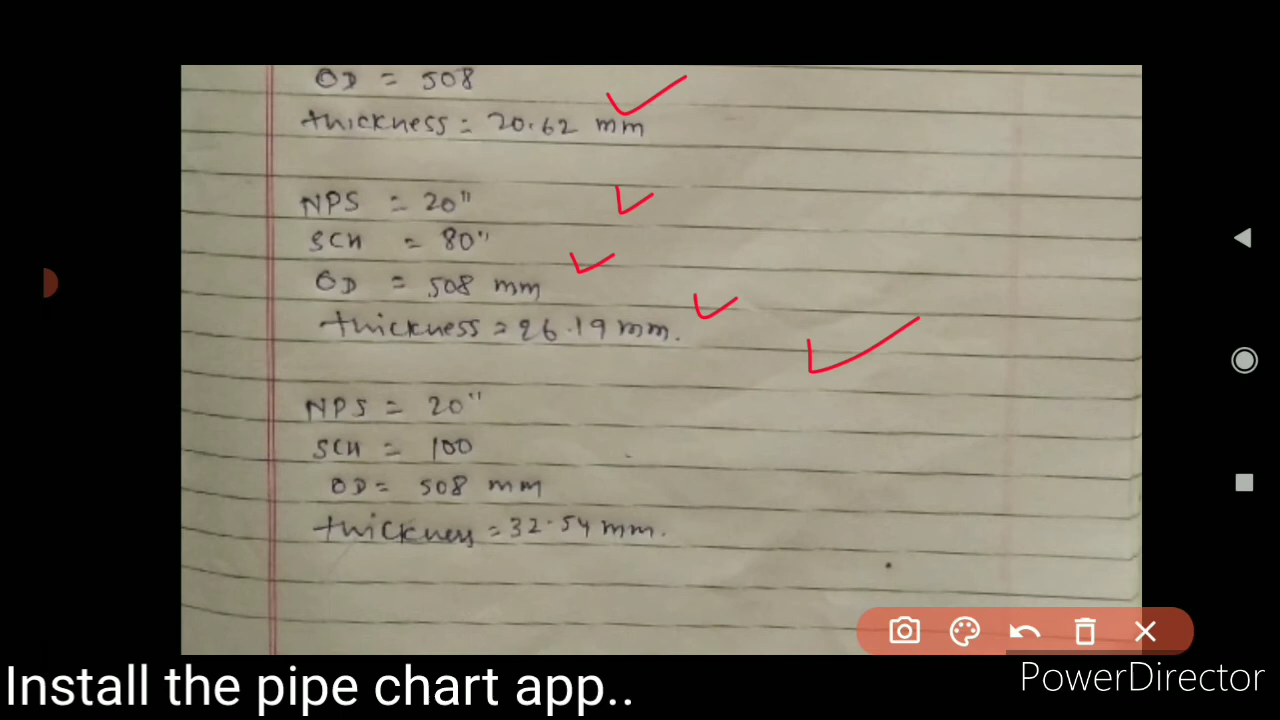 OD = 508
thickness = 20.62 mm
NPS = 20"
SCH = 80"
OD = 508 mm
thickness = 26.19 mm.
NPS = 20"
SCH = 100
OD = 508 mm
thickness = 32.54 mm.
Install the pipe chart app..
PowerDirector